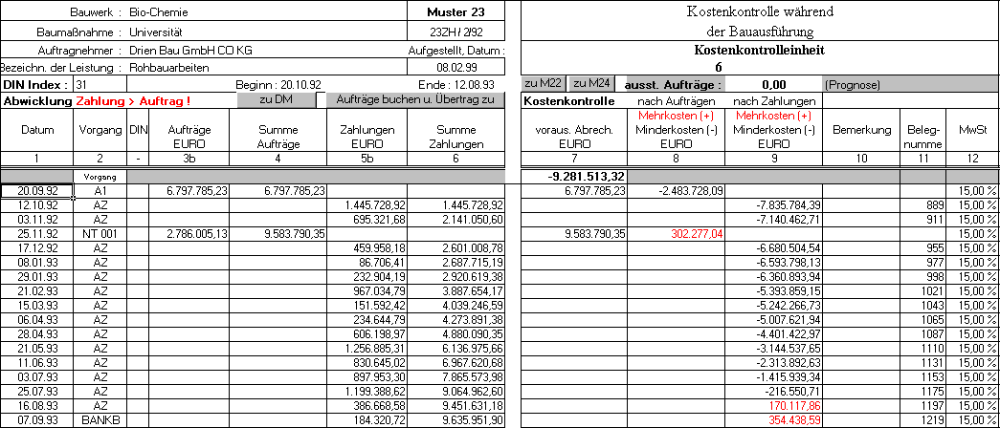 Bauwerk : Bio-Chemie Muster 23 Kostenkontrolle während
Baumaßnahme : Universität 23ZH / 2/92 der Bauausführung
Auftragnehmer : Drien Bau GmbH CO KG Aufgestellt, Datum : Kostenkontrolleinheit
Bezeichn. der Leistung : Rohbauarbeiten 08.02.99 6
DIN Index : 31 Beginn : 20.10.92 Ende : 12.08.93 zu M22 zu M24 ausst. Aufträge : 0,00 (Prognose)
Abwicklung Zahlung > Auftrag ! zu DM Aufträge buchen u. Übertrag zu Kostenkontrolle nach Aufträgen nach Zahlungen
Mehrkosten (+) Mehrkosten (+)
Datum Vorgang DIN Aufträge Summe Zahlungen Summe voraus. Abrech. Minderkosten (-) Minderkosten (-) Bemerkung Beleg- MwSt
EURO Aufträge EURO Zahlungen EURO EURO EURO numme
1 2 - 3b 4 5b 6 7 8 9 10 11 12
Vorgang -9.281.513,32
20.09.92 A1 6.797.785,23 6.797.785,23 6.797.785,23 -2.483.728,09 15,00 %
12.10.92 AZ 1.445.728,92 1.445.728,92 -7.835.784,39 889 15,00 %
03.11.92 AZ 695.321,68 2.141.050,60 -7.140.462,71 911 15,00 %
25.11.92 NT 001 2.786.005,13 9.583.790,35 9.583.790,35 302.277,04 15,00 %
17.12.92 AZ 459.958,18 2.601.008,78 -6.680.504,54 955 15,00 %
08.01.93 AZ 86.706,41 2.687.715,19 -6.593.798,13 977 15,00 %
29.01.93 AZ 232.904,19 2.920.619,38 -6.360.893,94 998 15,00 %
21.02.93 AZ 967.034,79 3.887.654,17 -5.393.859,15 1021 15,00 %
15.03.93 AZ 151.592,42 4.039.246,59 -5.242.266,73 1043 15,00 %
06.04.93 AZ 234.644,79 4.273.891,38 -5.007.621,94 1065 15,00 %
28.04.93 AZ 606.198,97 4.880.090,35 -4.401.422,97 1087 15,00 %
21.05.93 AZ 1.256.885,31 6.136.975,66 -3.144.537,65 1110 15,00 %
11.06.93 AZ 830.645,02 6.967.620,68 -2.313.892,63 1131 15,00 %
03.07.93 AZ 897.953,30 7.865.573,98 -1.415.939,34 1153 15,00 %
25.07.93 AZ 1.199.388,62 9.064.962,60 -216.550,71 1175 15,00 %
16.08.93 AZ 386.668,58 9.451.631,18 170.117,86 1197 15,00 %
07.09.93 BANKB 184.320,72 9.635.951,90 354.438,59 1219 15,00 %